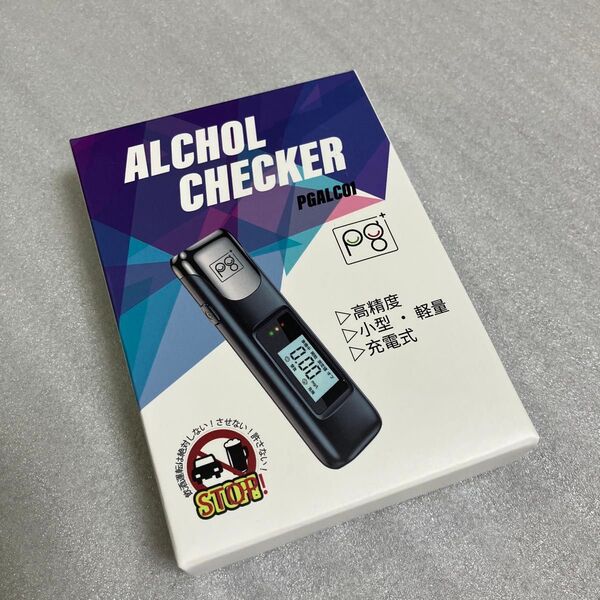 ALCHOL
CHECKER
PGALC01
pg+
▷高精度
▷小型・軽量
▷充電式
pg+
0.00
飲酒運転は絶対しない！させない！許さない！
STOP!!